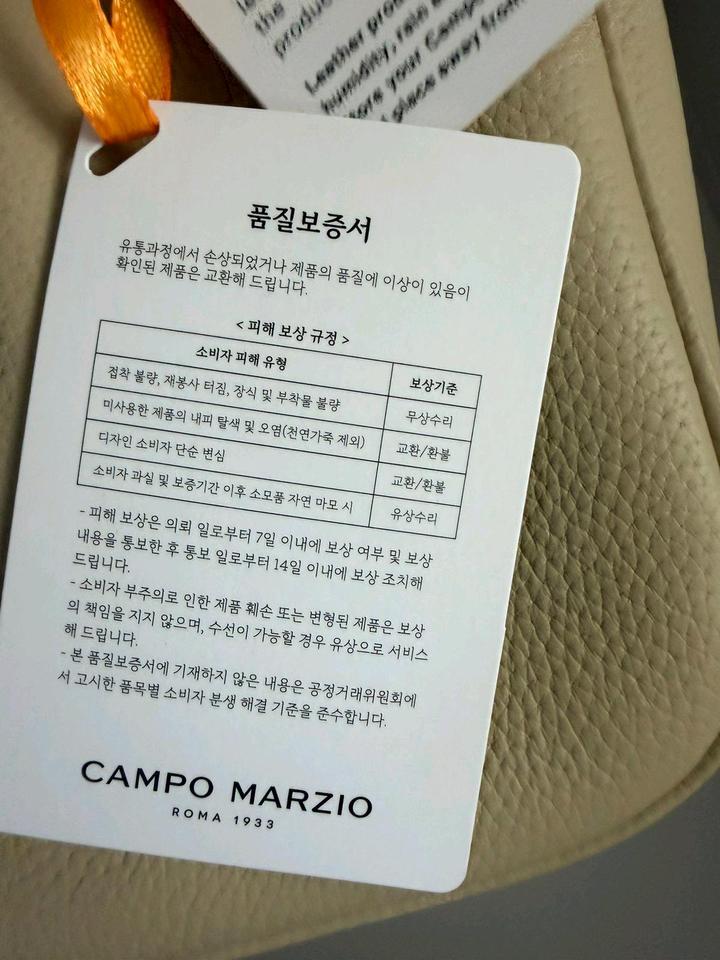 the
produc
Leather pro
humidity, rain
tore your Campo
place away from
품질보증서
유통과정에서 손상되었거나 제품의 품질에 이상이 있음이
확인된 제품은 교환해 드립니다.
< 피해 보상 규정 >
소비자 피해 유형 보상기준
접착 불량, 재봉사 터짐, 장식 및 부착물 불량 무상수리
미사용한 제품의 내피 탈색 및 오염(천연가죽 제외) 교환/환불
디자인 소비자 단순 변심 교환/환불
소비자 과실 및 보증기간 이후 소모품 자연 마모 시 유상수리
- 피해 보상은 의뢰 일로부터 7일 이내에 보상 여부 및 보상
내용을 통보한 후 통보 일로부터 14일 이내에 보상 조치해
드립니다.
- 소비자 부주의로 인한 제품 훼손 또는 변형된 제품은 보상
의 책임을 지지 않으며, 수선이 가능할 경우 유상으로 서비스
해 드립니다.
- 본 품질보증서에 기재하지 않은 내용은 공정거래위원회에
서 고시한 품목별 소비자 분생 해결 기준을 준수합니다.
CAMPO MARZIO
ROMA 1933